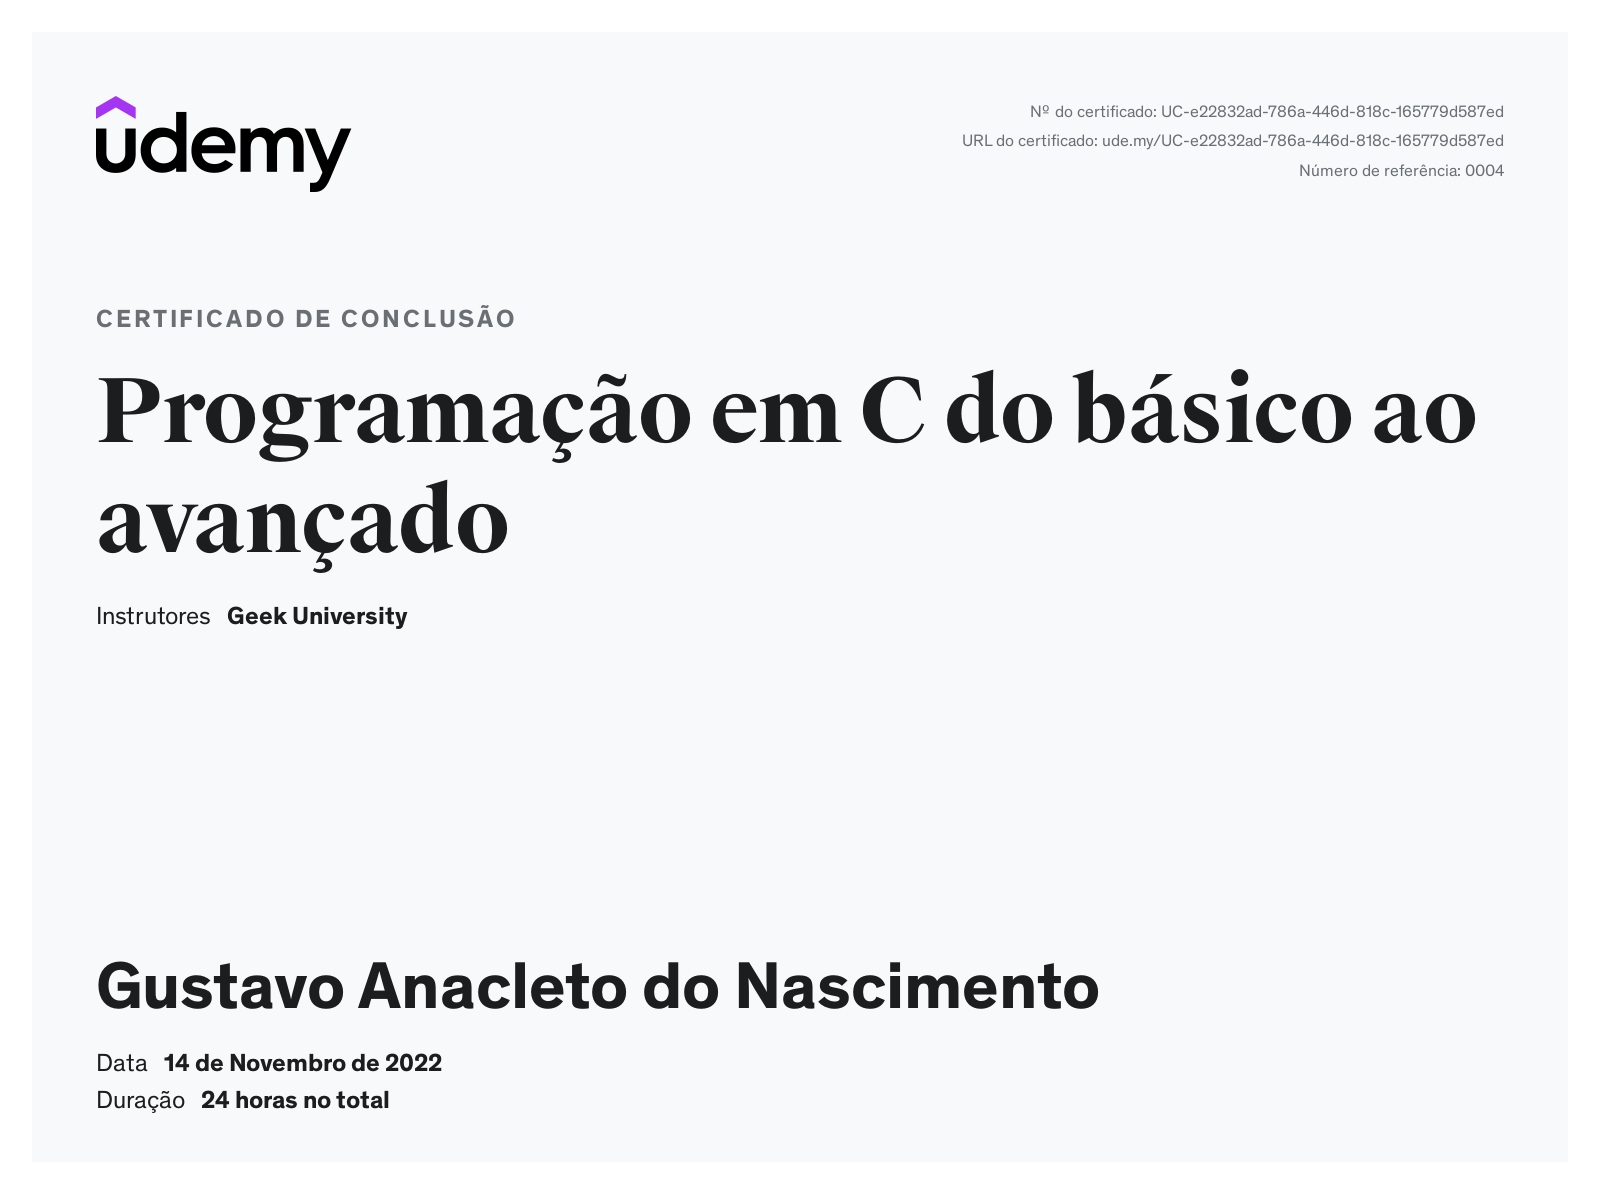 udemy
Nº do certificado: UC-e22832ad-786a-446d-818c-165779d587ed
URL do certificado: ude.my/UC-e22832ad-786a-446d-818c-165779d587ed
Número de referência: 0004
CERTIFICADO DE CONCLUSÃO
Programação em C do básico ao
avançado
Instrutores Geek University
Gustavo Anacleto do Nascimento
Data 14 de Novembro de 2022
Duração 24 horas no total